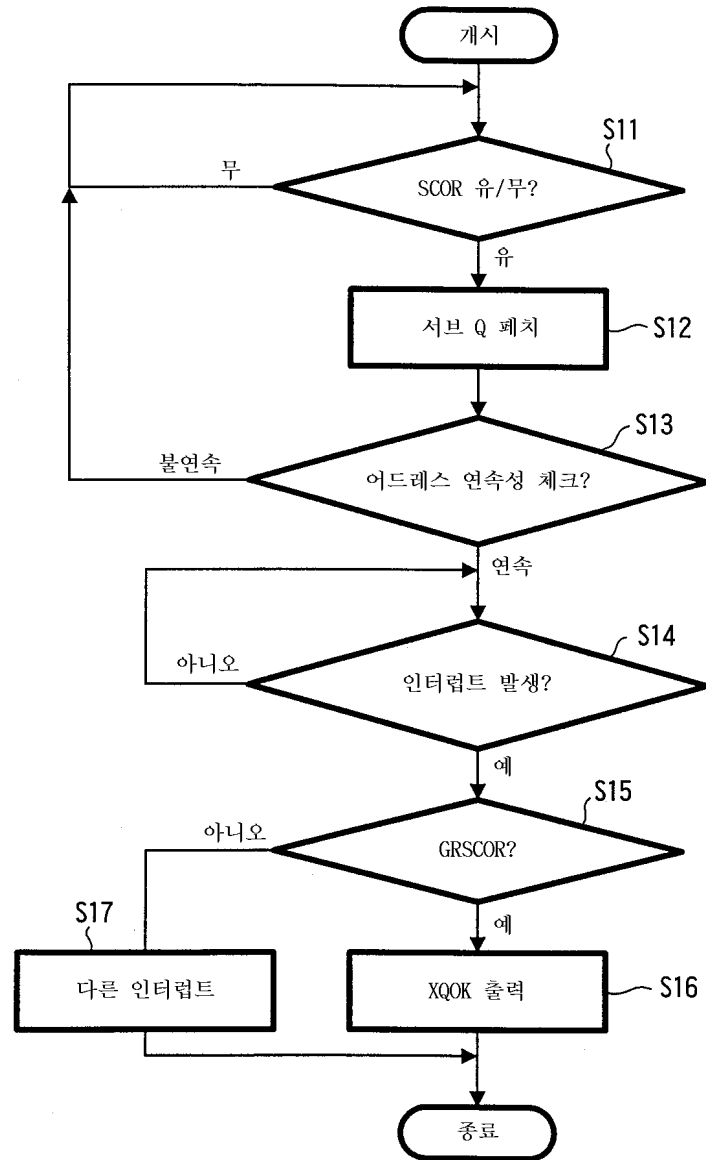 개시
S11
무
SCOR 유/무?
유
서브 Q 페치
S12
S13
불연속
어드레스 연속성 체크?
연속
S14
아니오
인터럽트 발생?
예
S15
아니오
GRSCOR?
S17
예
다른 인터럽트
XQOK 출력
S16
종료